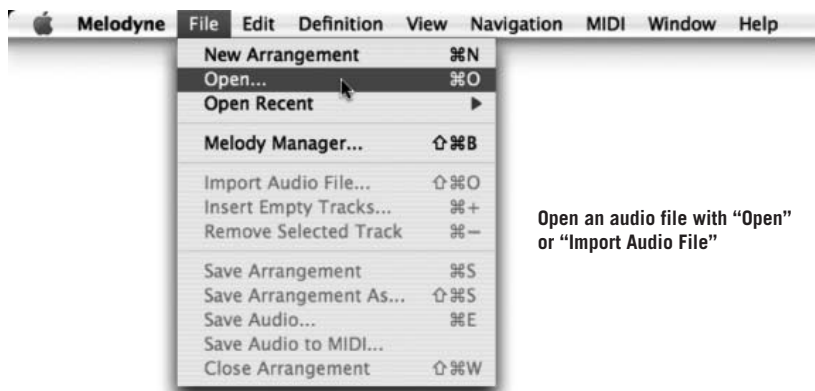 Melodyne File Edit Definition View Navigation MIDI Window Help
New Arrangement ⌘N
Open... ⌘O
Open Recent ▶
Melody Manager... ⇧⌘B
Import Audio File... ⇧⌘O
Insert Empty Tracks... ⌘+
Remove Selected Track ⌘−
Save Arrangement ⌘S
Save Arrangement As... ⇧⌘S
Save Audio... ⌘E
Save Audio to MIDI...
Close Arrangement ⇧⌘W
Open an audio file with “Open”
or “Import Audio File”